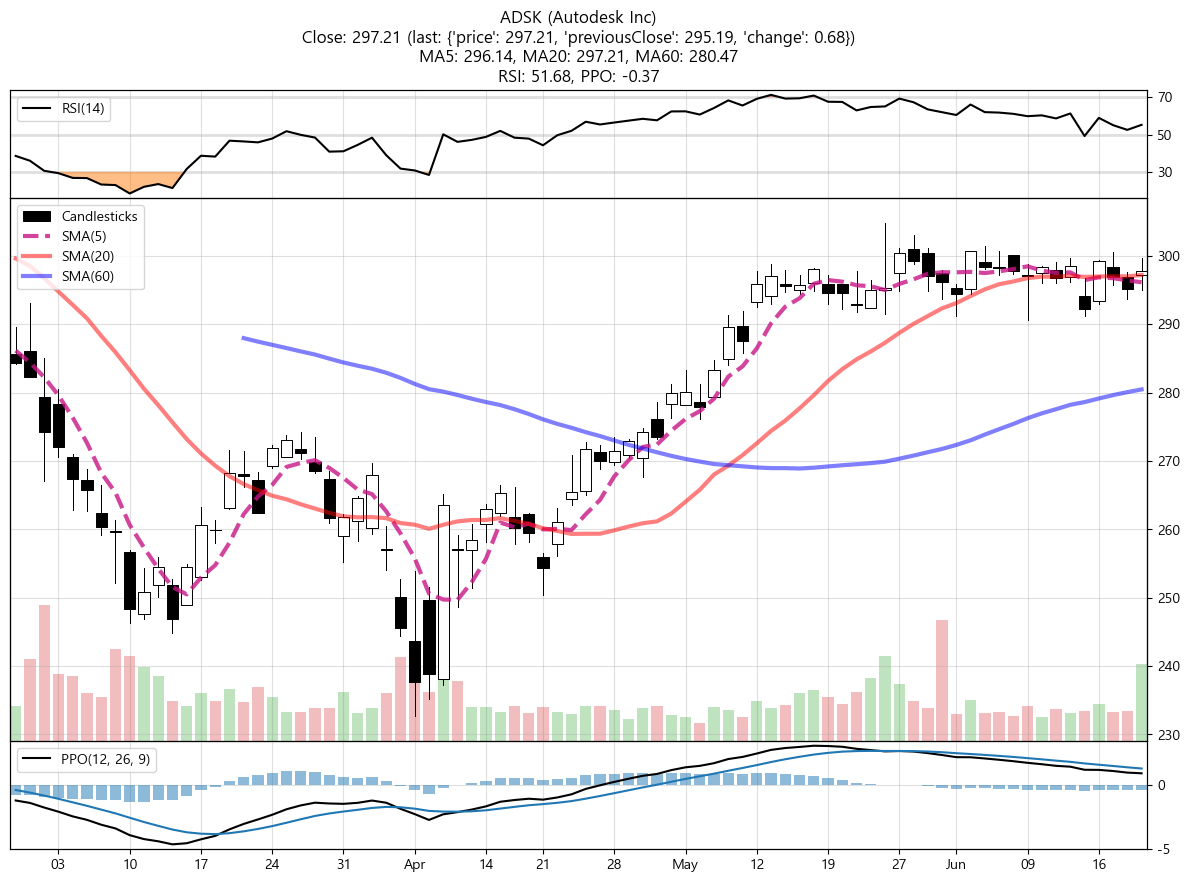 ADSK (Autodesk Inc)
Close: 297.21 (last: {'price': 297.21, 'previousClose': 295.19, 'change': 0.68})
MA5: 296.14, MA20: 297.21, MA60: 280.47
RSI: 51.68, PPO: -0.37
RSI(14)
70
50
30
Candlesticks
SMA(5)
SMA(20)
SMA(60)
300
290
280
270
260
250
240
230
PPO(12, 26, 9)
0
-5
03 10 17 24 31 Apr 14 21 28 May 12 19 27 Jun 09 16